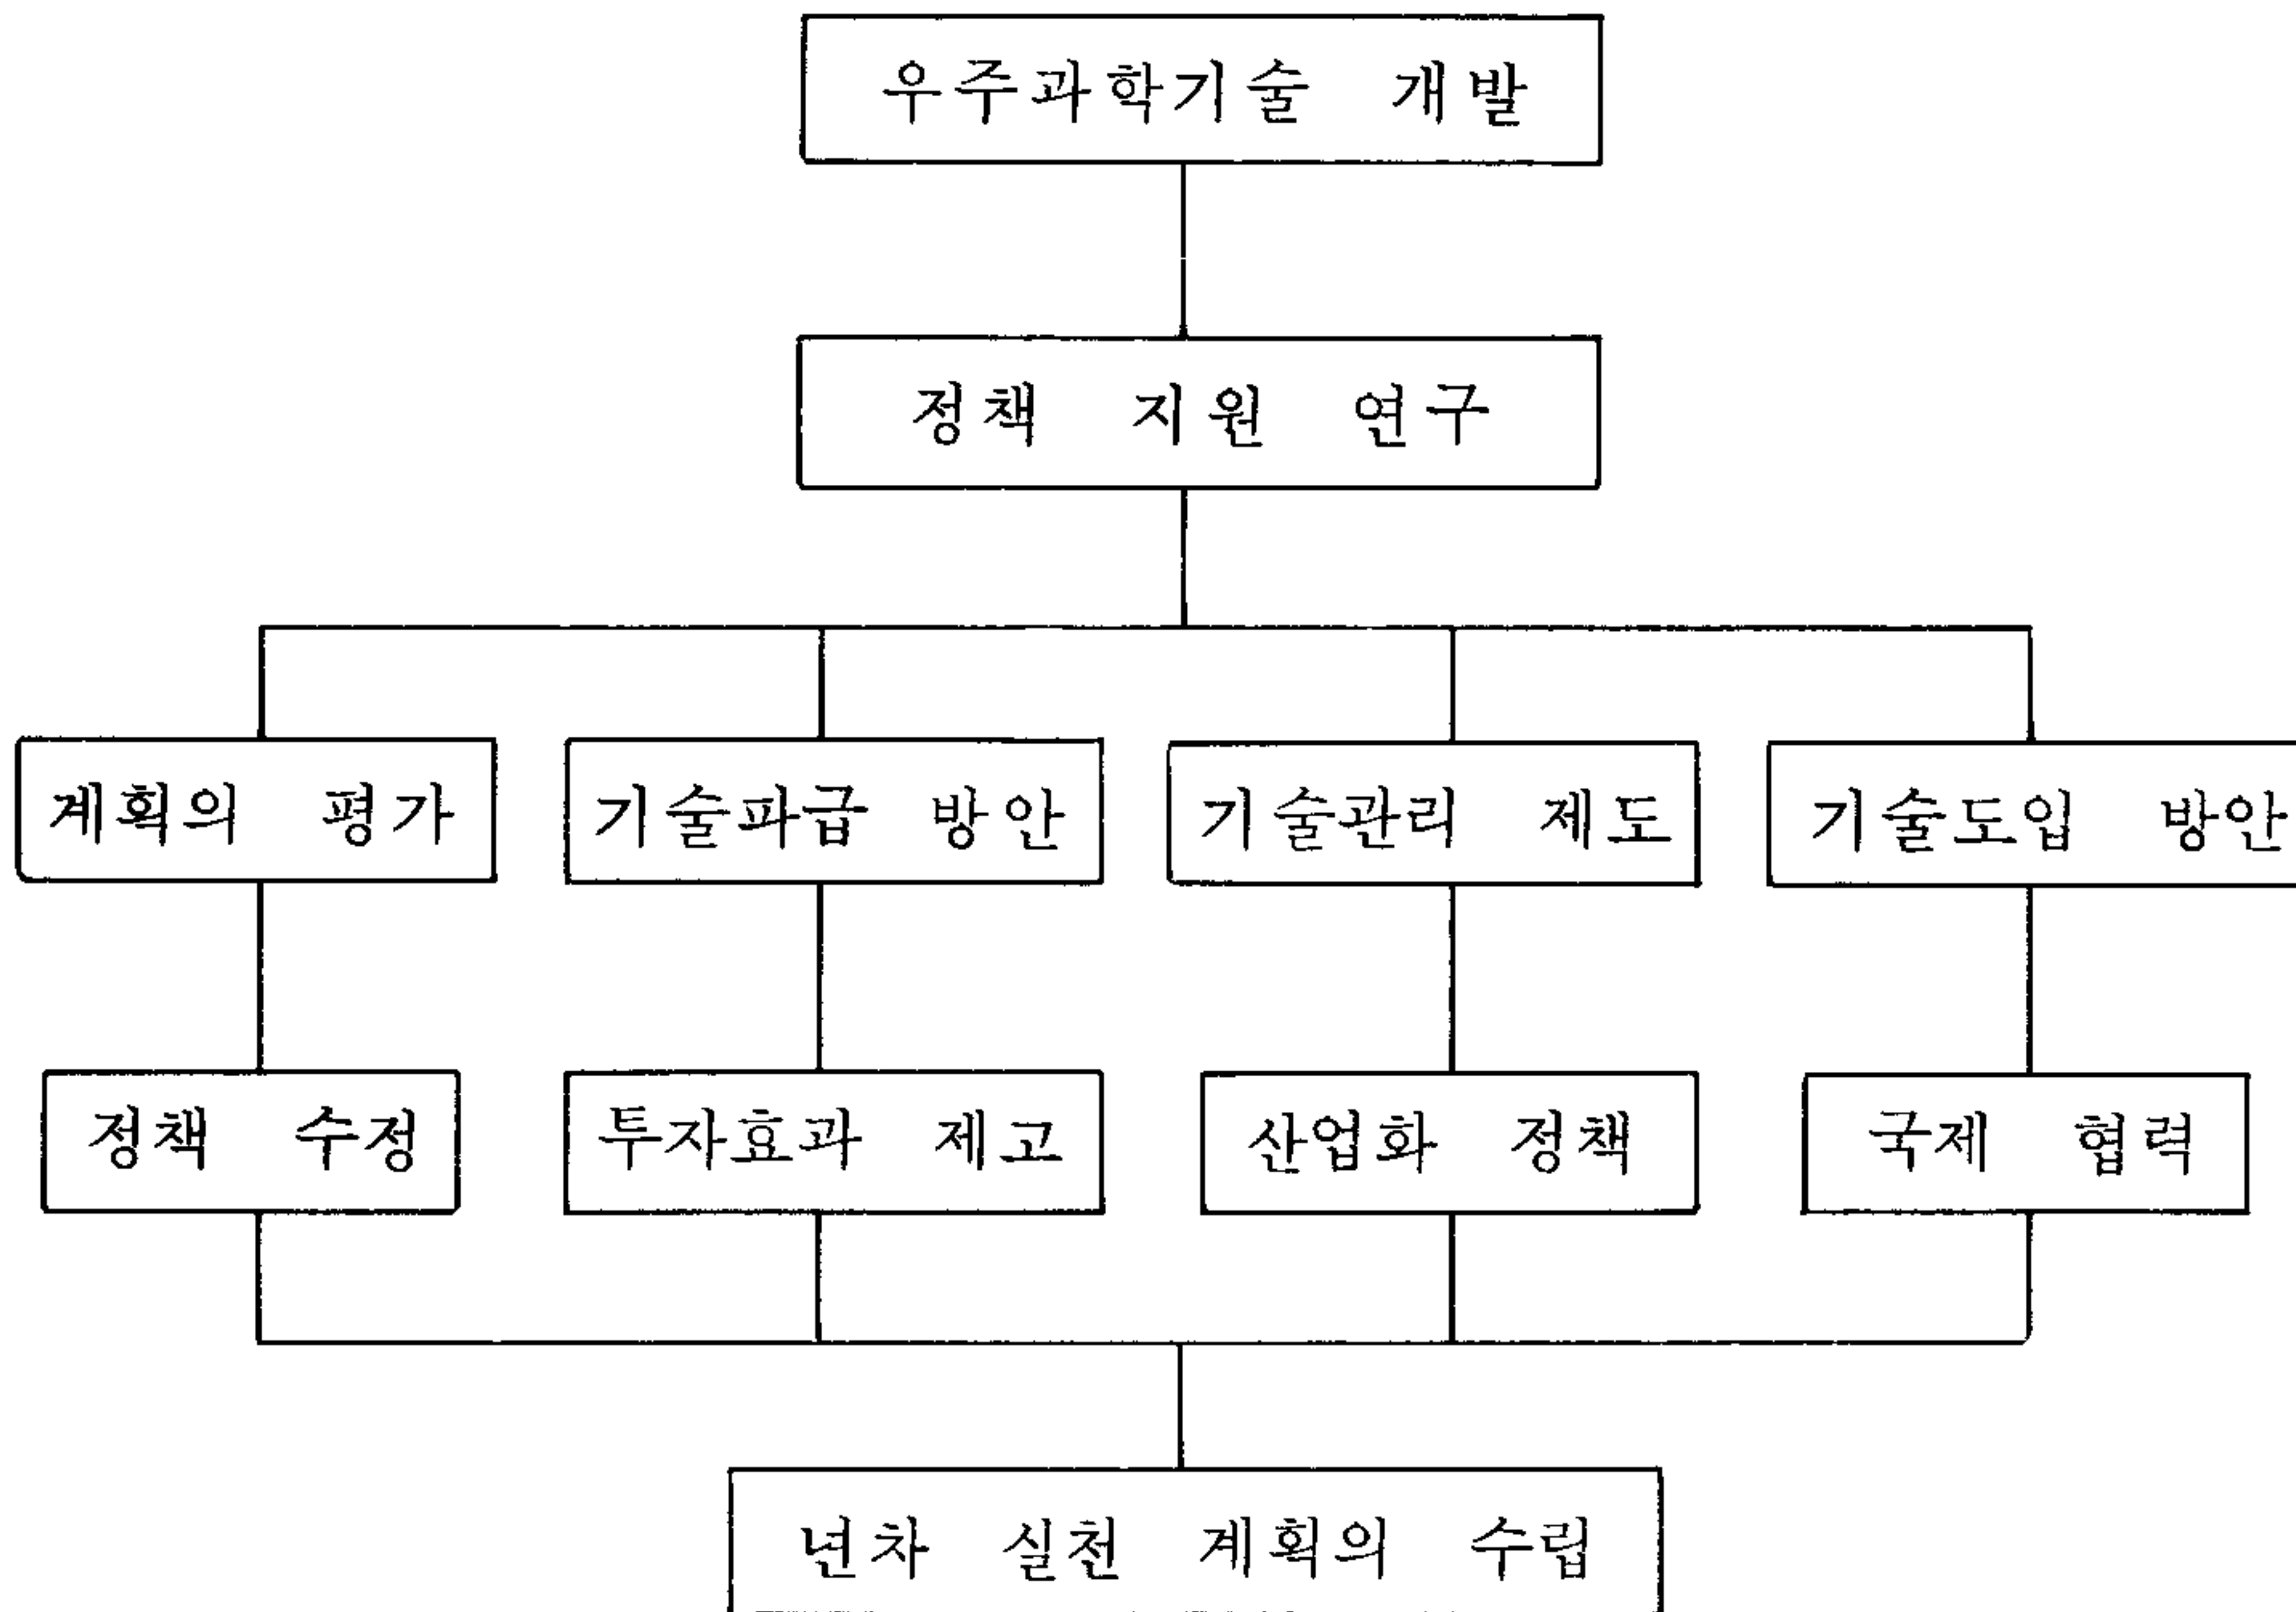 우주과학기술 개발
정책 지원 연구
계획의 평가 기술파급 방안 기술관리 제도 기술도입 방안
정책 수정 투자효과 제고 산업화 정책 국제 협력
년차 실천 계획의 수립